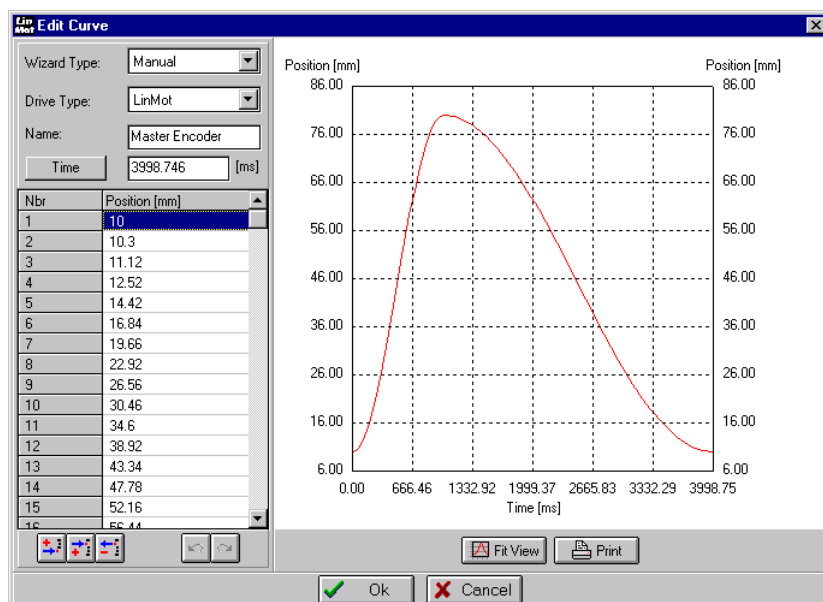 Lin Mot Edit Curve
Wizard Type: Manual
Drive Type: LinMot
Name: Master Encoder
Time 3998.746 [ms]
Nbr Position [mm]
1 10
2 10.3
3 11.12
4 12.52
5 14.42
6 16.84
7 19.66
8 22.92
9 26.56
10 30.46
11 34.6
12 38.92
13 43.34
14 47.78
15 52.16
16 56.44
Position [mm] Position [mm]
86.00 86.00
76.00 76.00
66.00 66.00
56.00 56.00
46.00 46.00
36.00 36.00
26.00 26.00
16.00 16.00
6.00 6.00
0.00 666.46 1332.92 1999.37 2665.83 3332.29 3998.75
Time [ms]
Fit View Print
Ok Cancel